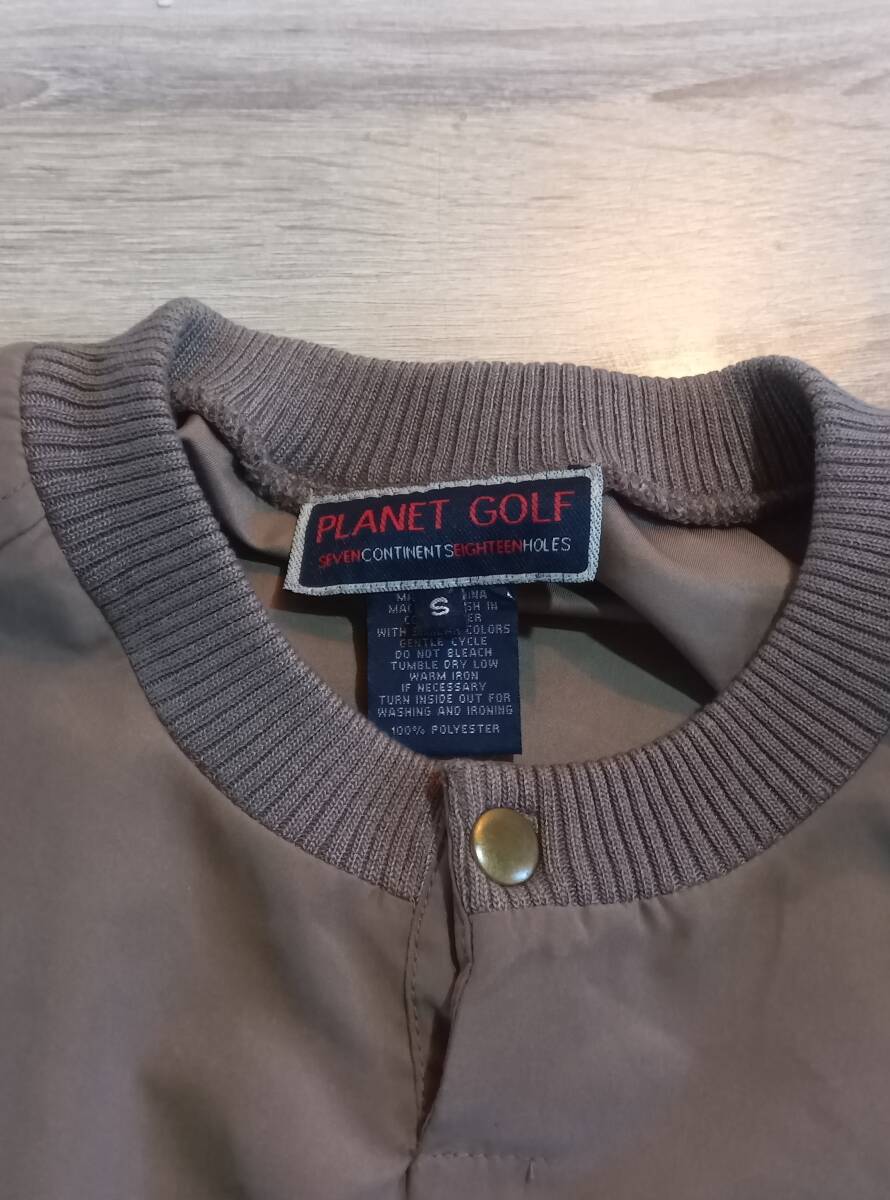 PLANET GOLF
SEVENCONTINENTSEIGHTEENHOLES
S
WITH COLORS
GENTLE CYCLE
DO NOT BLEACH
TUMBLE DRY LOW
WARM IRON
IF NECESSARY
TURN INSIDE OUT FOR
WASHING AND IRONING
100% POLYESTER